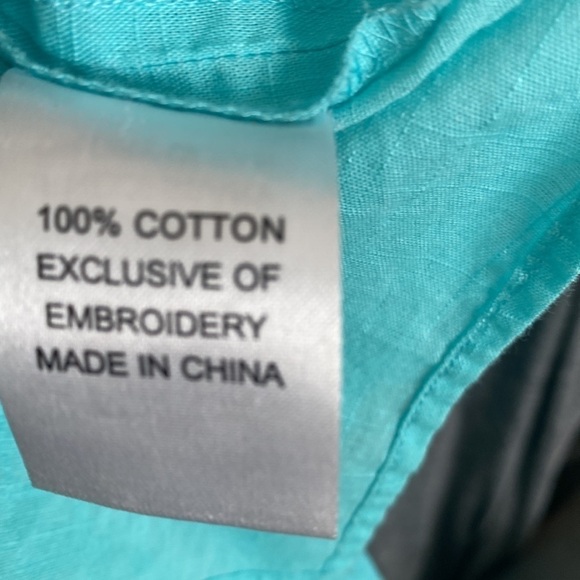 100% COTTON
EXCLUSIVE OF
EMBROIDERY
MADE IN CHINA